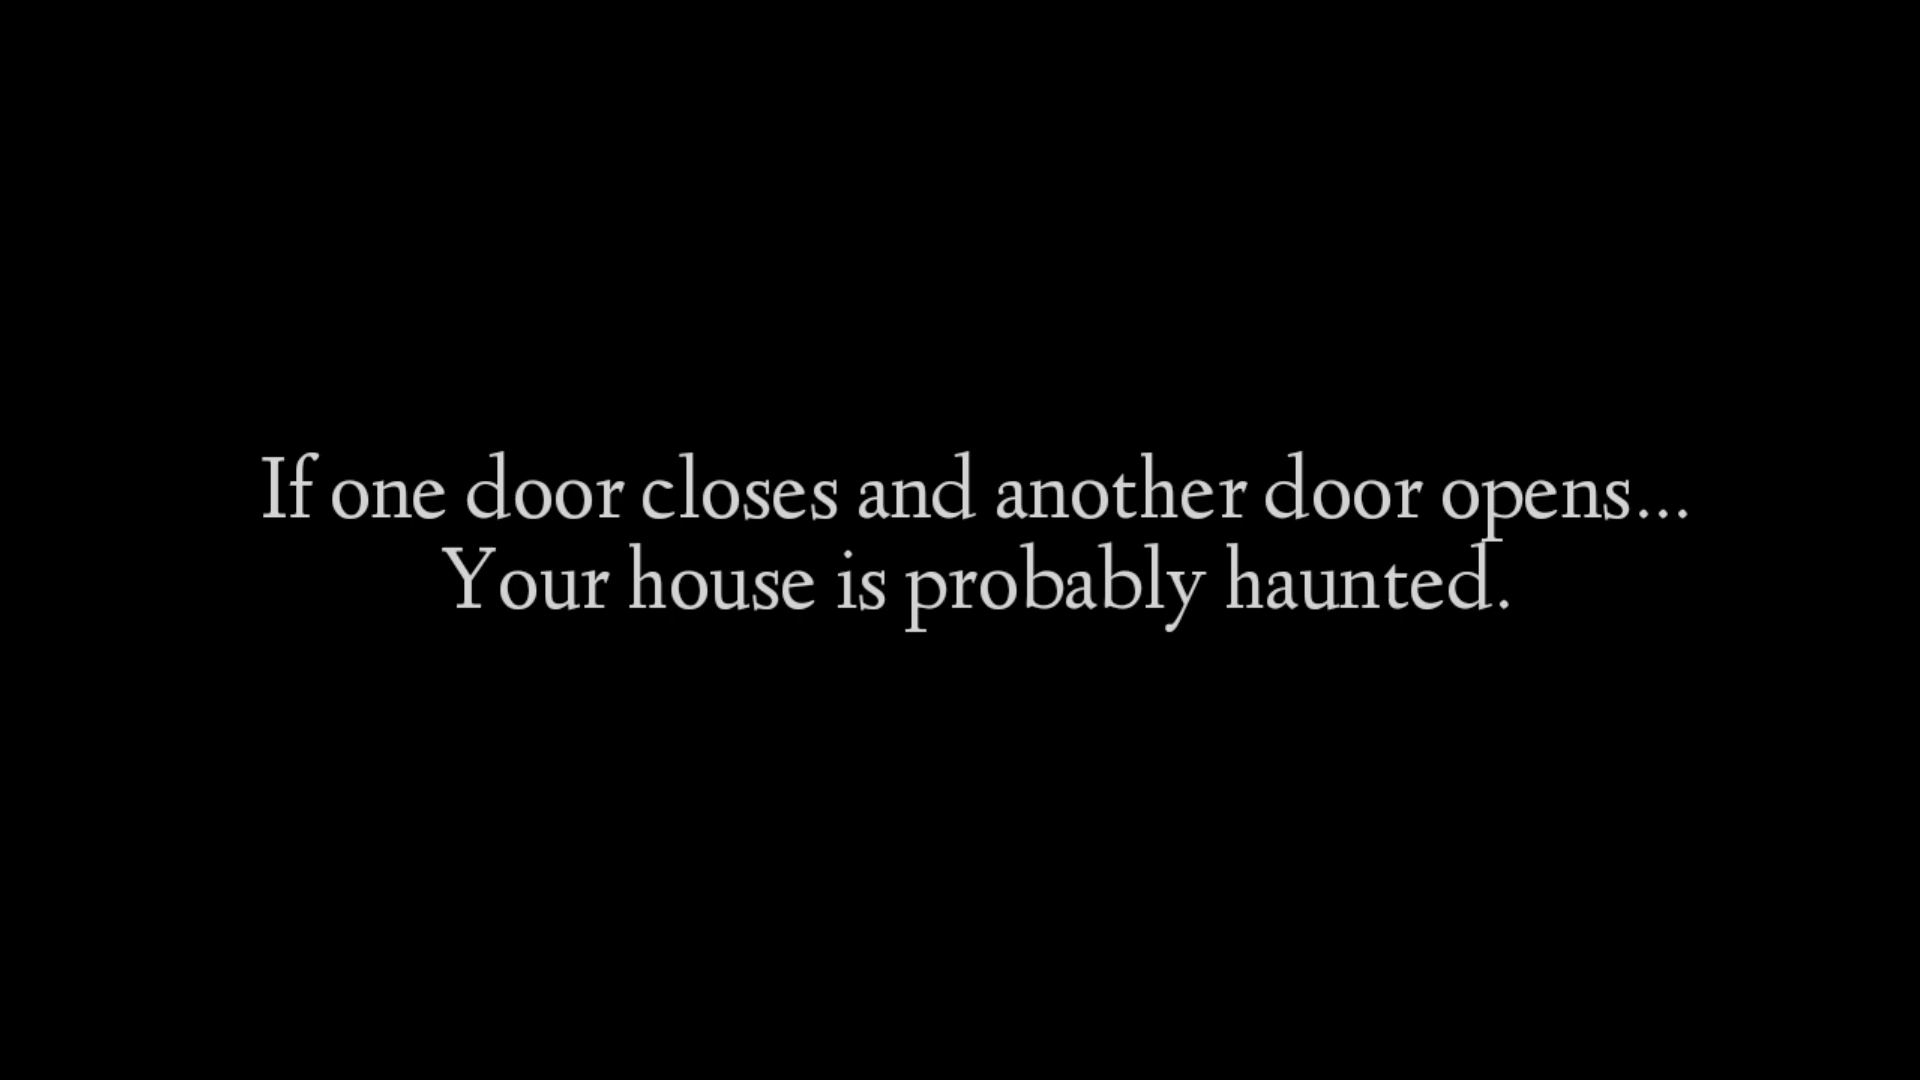 If one door closes and another door opens...
Your house is probably haunted.